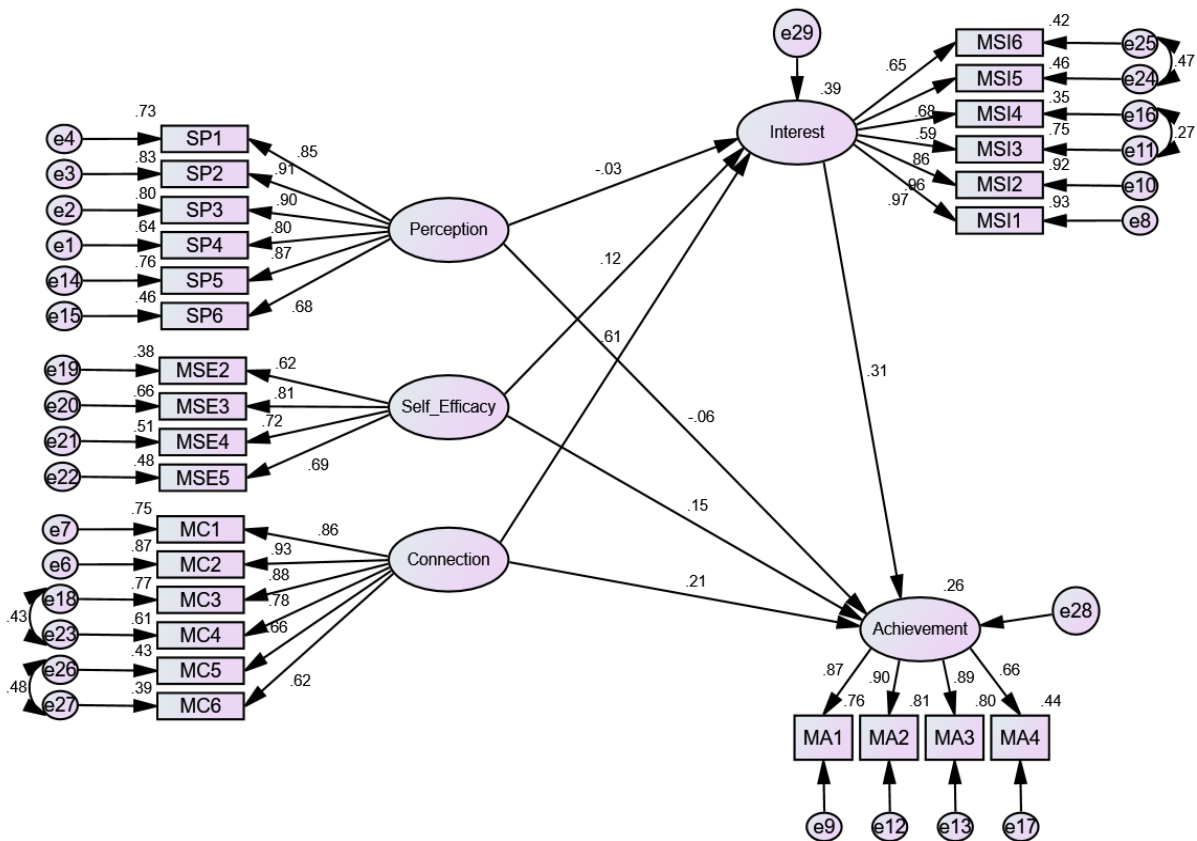 e29
.39
Interest
.42
MSI6
e25
.47
.65
.46
MSI5
e24
.68
.35
MSI4
e16
.27
.59
.75
MSI3
e11
.86
.92
MSI2
e10
.96
.97
.93
MSI1
e8
.73
e4
SP1
.85
.83
e3
SP2
.91
.80
e2
SP3
.90
.64
e1
SP4
.80
.76
e14
SP5
.87
.46
e15
SP6
.68
Perception
-.03
.12
.61
.31
-.06
.15
.21
.38
e19
MSE2
.62
.66
e20
MSE3
.81
.51
e21
MSE4
.72
.48
e22
MSE5
.69
Self_Efficacy
.75
e7
MC1
.86
.87
e6
MC2
.93
.77
e18
MC3
.88
.43
.61
e23
MC4
.78
.43
e26
MC5
.66
.48
.39
e27
MC6
.62
Connection
.26
Achievement
e28
.87
.90
.89
.66
.76
.81
.80
.44
MA1
MA2
MA3
MA4
e9
e12
e13
e17